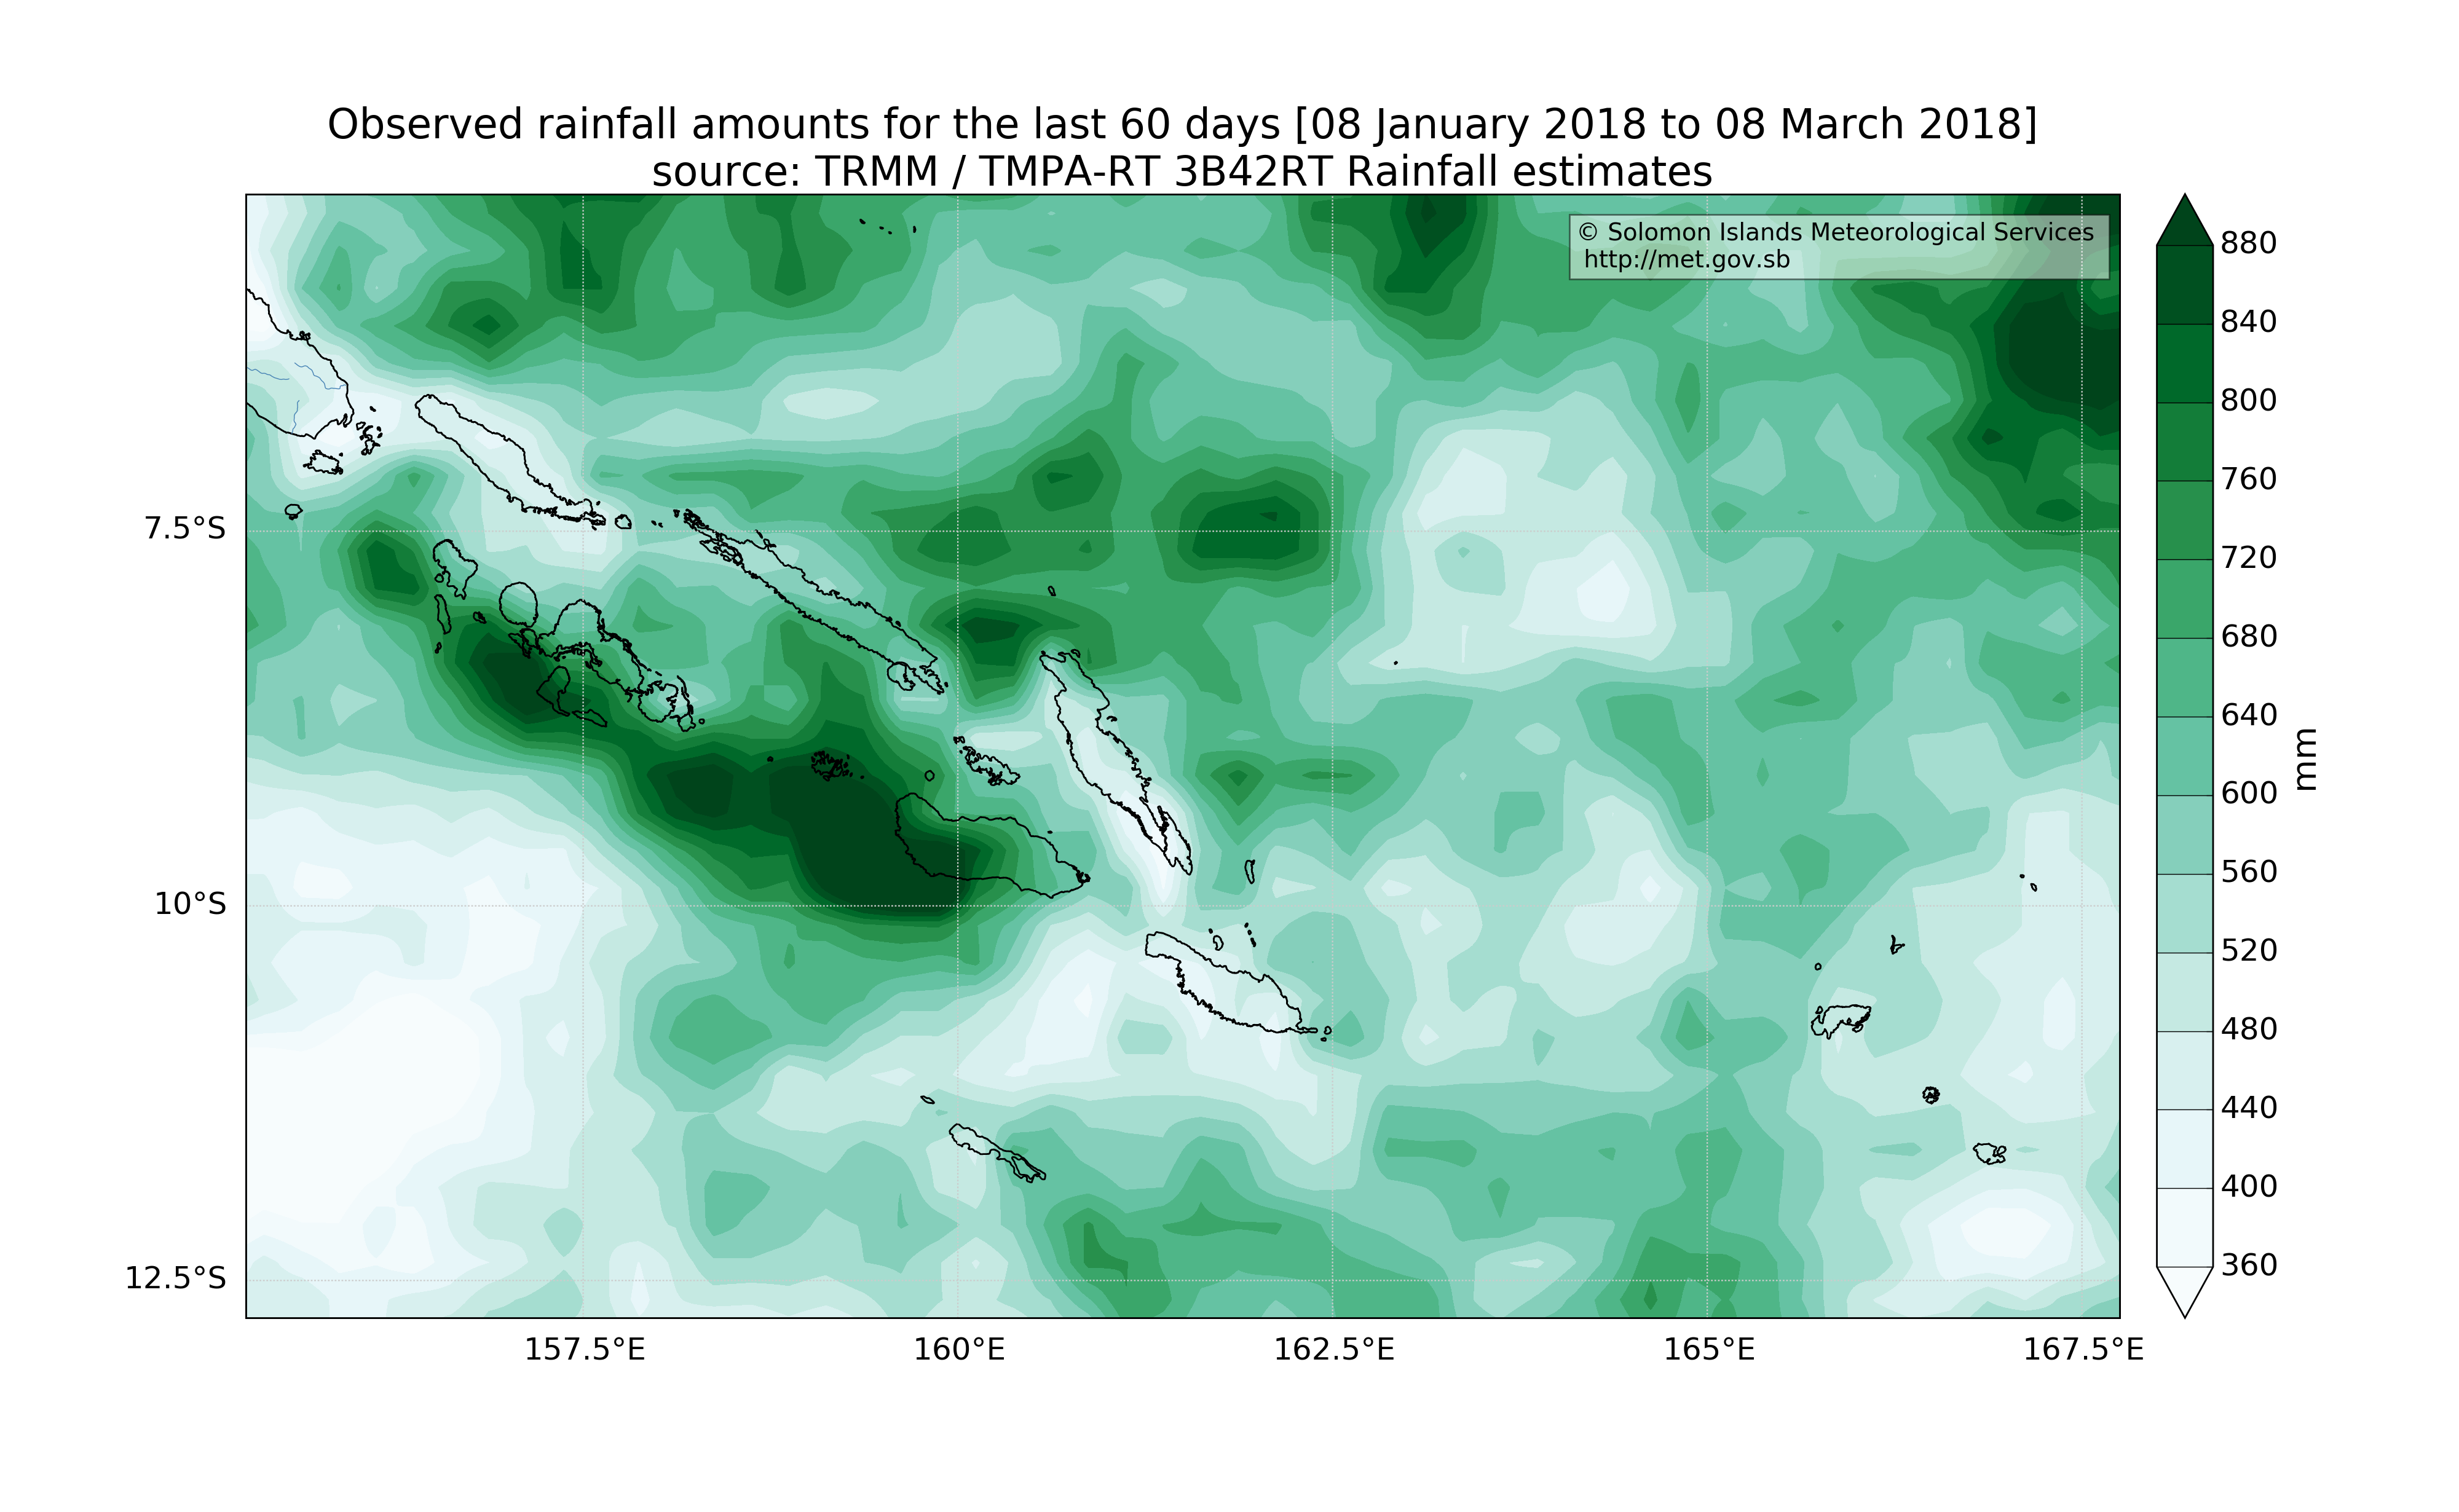 Observed rainfall amounts for the last 60 days [08 January 2018 to 08 March 2018]
source: TRMM / TMPA-RT 3B42RT Rainfall estimates
© Solomon Islands Meteorological Services
http://met.gov.sb
880
840
800
760
720
680
640
600
560
520
480
440
400
360
mm
7.5°S
10°S
12.5°S
157.5°E
160°E
162.5°E
165°E
167.5°E